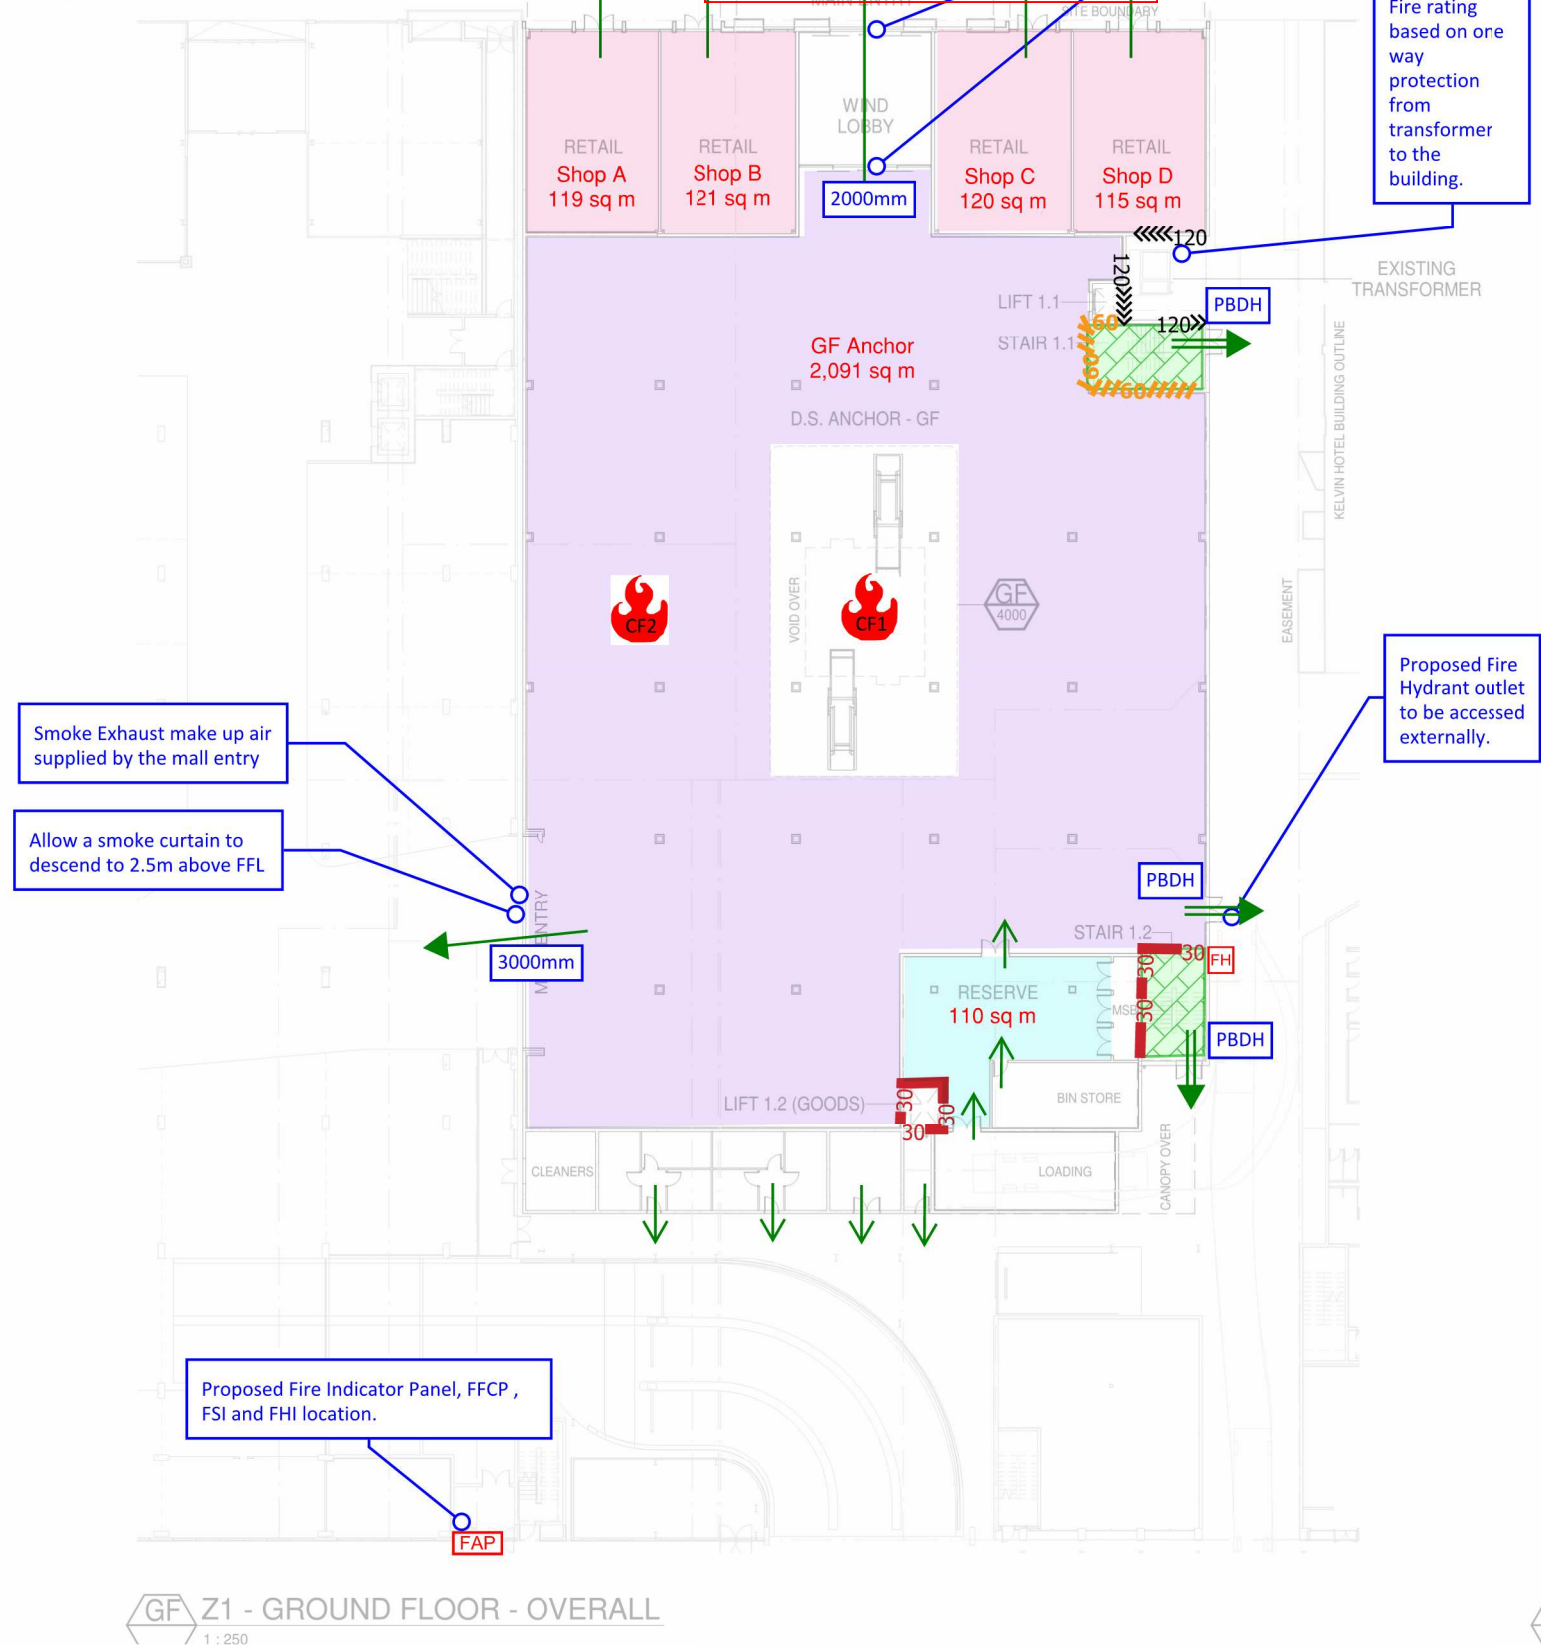 MAIN ENTRY
SITE BOUNDARY
Fire rating
based on one
way
protection
from
transformer
to the
building.
WIND
LOBBY
RETAIL
Shop A
119 sq m
RETAIL
Shop B
121 sq m
RETAIL
Shop C
120 sq m
RETAIL
Shop D
115 sq m
2000mm
120
120
EXISTING
TRANSFORMER
LIFT 1.1
PBDH
60
120
STAIR 1.1
60
60
GF Anchor
2,091 sq m
D.S. ANCHOR - GF
KELVIN HOTEL BUILDING OUTLINE
VOID OVER
CF2
CF1
GF
4000
EASEMENT
Proposed Fire
Hydrant outlet
to be accessed
externally.
Smoke Exhaust make up air
supplied by the mall entry
Allow a smoke curtain to
descend to 2.5m above FFL
ENTRY
3000mm
PBDH
STAIR 1.2
30
30
30
FH
RESERVE
110 sq m
MSB
PBDH
LIFT 1.2 (GOODS)
30
30
30
BIN STORE
CLEANERS
LOADING
CANOPY OVER
Proposed Fire Indicator Panel, FFCP ,
FSI and FHI location.
FAP
GF
Z1 - GROUND FLOOR - OVERALL
1 : 250